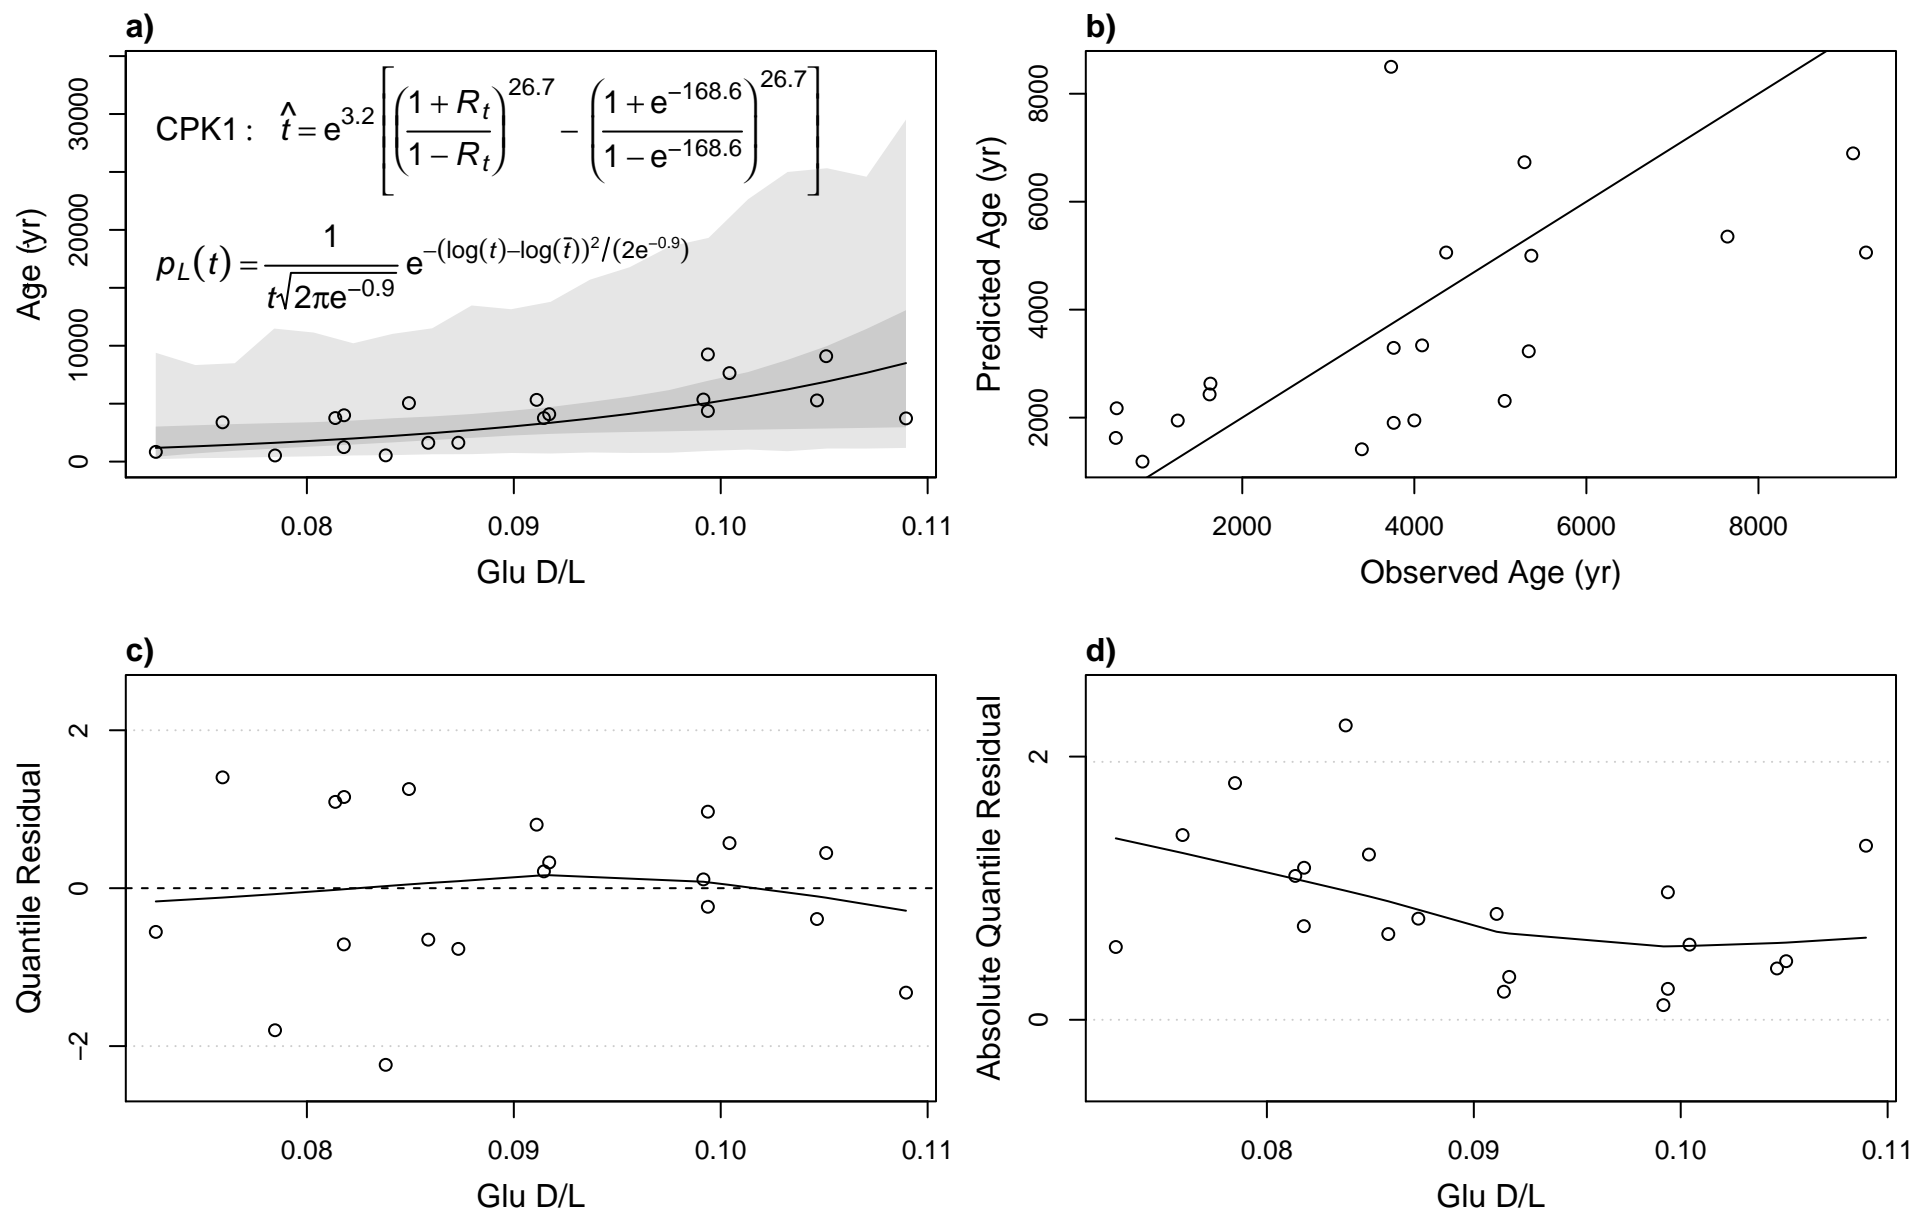 a)
CPK1 : t̂ = e^3.2 [ ( (1 + R_t) / (1 − R_t) )^26.7 − ( (1 + e^−168.6) / (1 − e^−168.6) )^26.7 ]
p_L(t) = 1 / (t√(2πe^−0.9)) e^−(log(t)−log(t̄))²/(2e^−0.9)
Age (yr)
0 10000 20000 30000
0.08 0.09 0.10 0.11
Glu D/L
b)
Predicted Age (yr)
2000 4000 6000 8000
2000 4000 6000 8000
Observed Age (yr)
c)
Quantile Residual
−2 0 2
0.08 0.09 0.10 0.11
Glu D/L
d)
Absolute Quantile Residual
0 2
0.08 0.09 0.10 0.11
Glu D/L